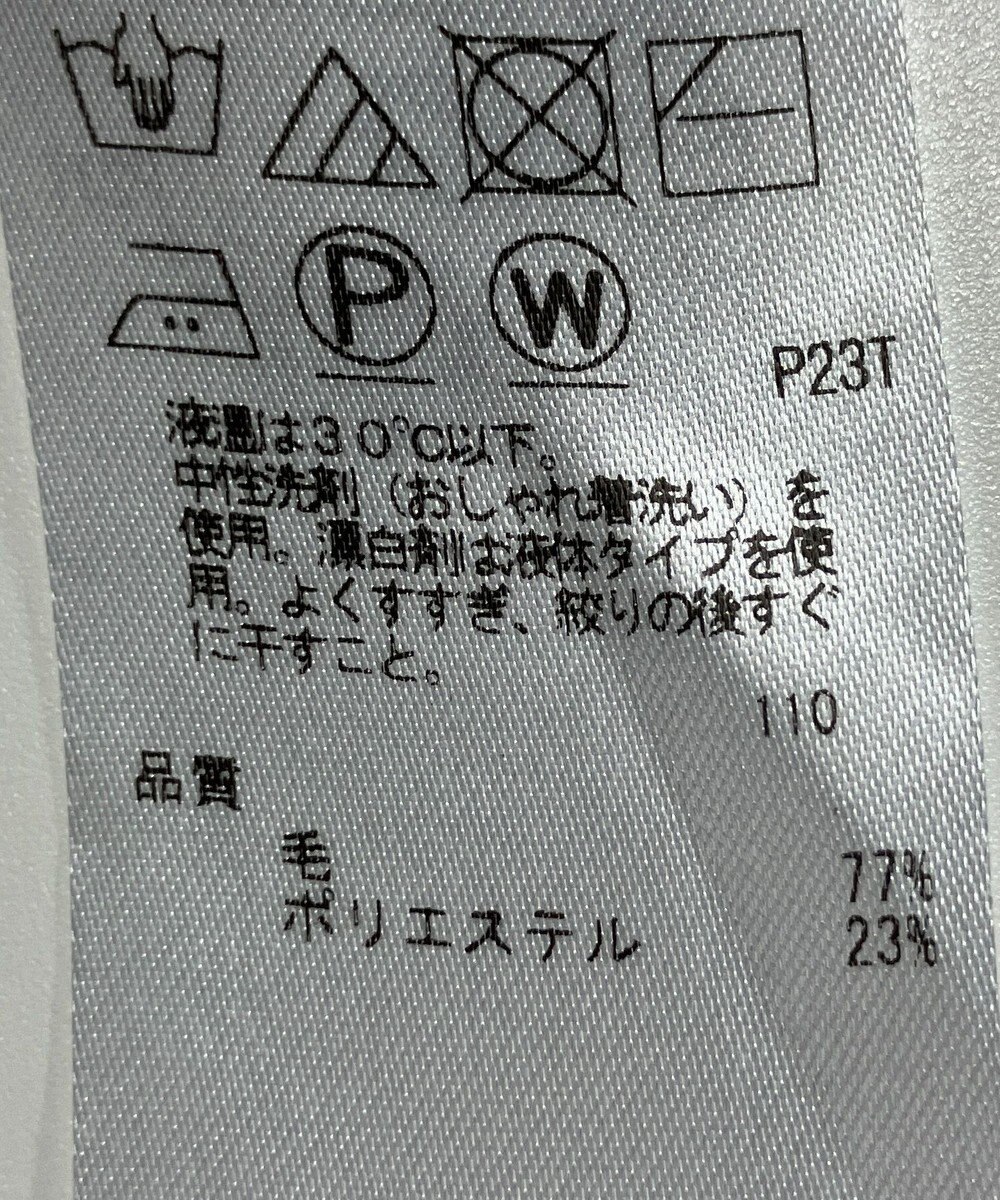 P
W
P23T
液温は30℃以下。
中性洗剤（おしゃれ着洗い）を
使用。漂白剤は液体タイプを使
用。よくすすぎ、絞りの後すぐ
に干すこと。
110
品質
毛 77%
ポリエステル 23%